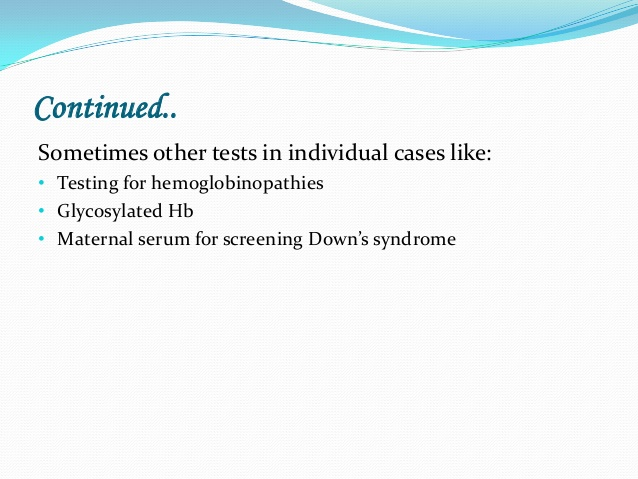 Continued..
Sometimes other tests in individual cases like:
• Testing for hemoglobinopathies
• Glycosylated Hb
• Maternal serum for screening Down’s syndrome